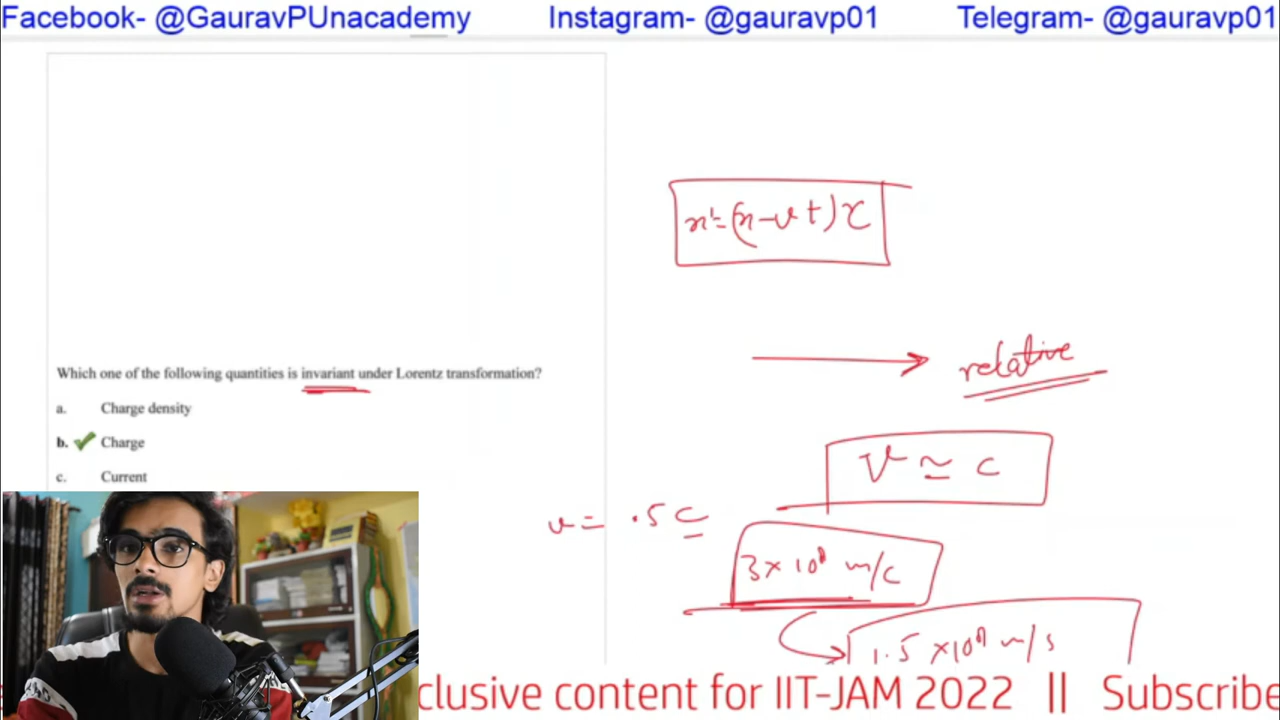 Facebook- @GauravPUnacademy Instagram- @gauravp01 Telegram- @gauravp01
x'=(x-vt)γ
Which one of the following quantities is invariant under Lorentz transformation?
relative
a. Charge density
b. Charge
c. Current
V ≃ c
v = .5 c
3×10⁸ m/c
1.5 ×10⁸ m/s
clusive content for IIT-JAM 2022 || Subscribe